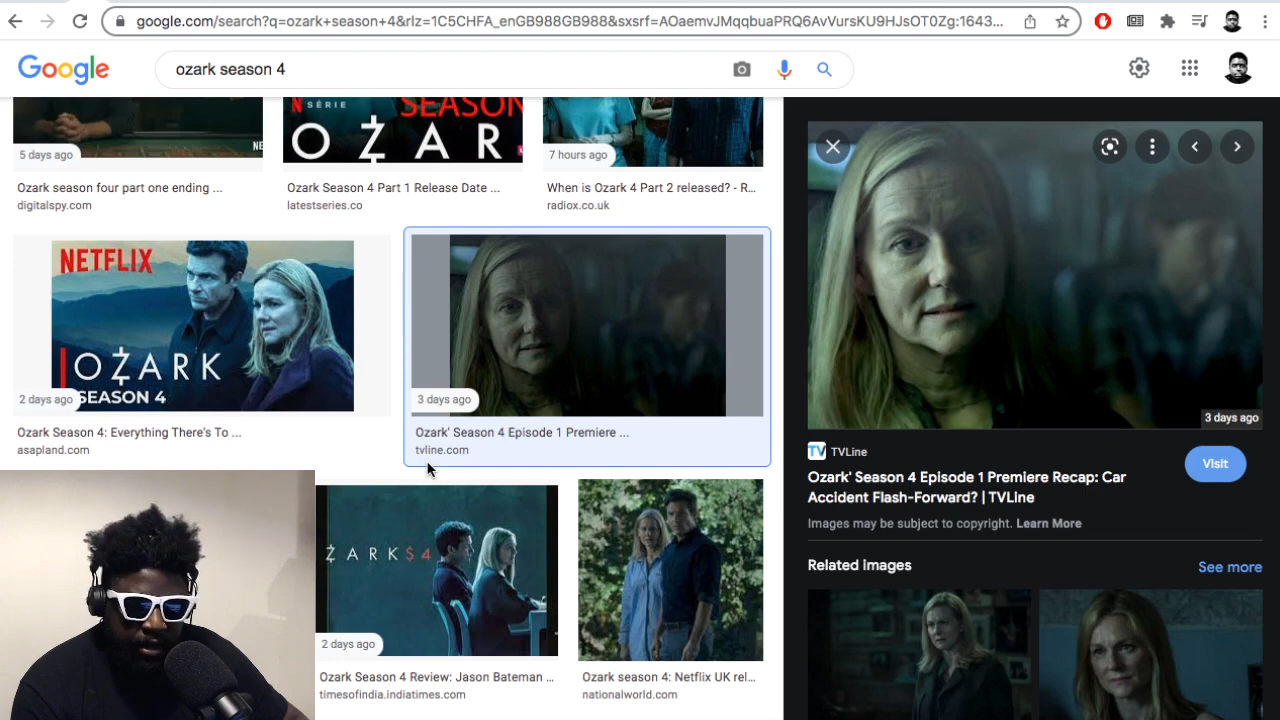 google.com/search?q=ozark+season+4&rlz=1C5CHFA_enGB988GB988&sxsrf=AOaemvJMqqbuaPRQ6AvVursKU9HJsOT0Zg:1643...
Google
ozark season 4
NE
5 days ago
N SÉRIE
SEASON
OZAR
7 hours ago
Ozark season four part one ending ...
digitalspy.com
Ozark Season 4 Part 1 Release Date ...
latestseries.co
When is Ozark 4 Part 2 released? - R...
radiox.co.uk
NETFLIX
OZARK
SEASON 4
2 days ago
Ozark Season 4: Everything There's To ...
asapland.com
3 days ago
Ozark' Season 4 Episode 1 Premiere ...
tvline.com
ZARK$4
2 days ago
Ozark Season 4 Review: Jason Bateman ...
timesofindia.indiatimes.com
Ozark season 4: Netflix UK rel...
nationalworld.com
3 days ago
TV TVLine
Ozark' Season 4 Episode 1 Premiere Recap: Car
Accident Flash-Forward? | TVLine
Visit
Images may be subject to copyright. Learn More
Related images
See more